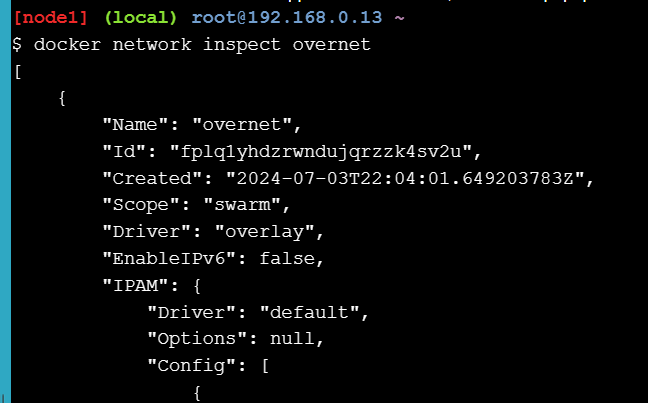 [node1] (local) root@192.168.0.13 ~
$ docker network inspect overnet
[
    {
        "Name": "overnet",
        "Id": "fplq1yhdzrwndujqrzzk4sv2u",
        "Created": "2024-07-03T22:04:01.649203783Z",
        "Scope": "swarm",
        "Driver": "overlay",
        "EnableIPv6": false,
        "IPAM": {
            "Driver": "default",
            "Options": null,
            "Config": [
                {